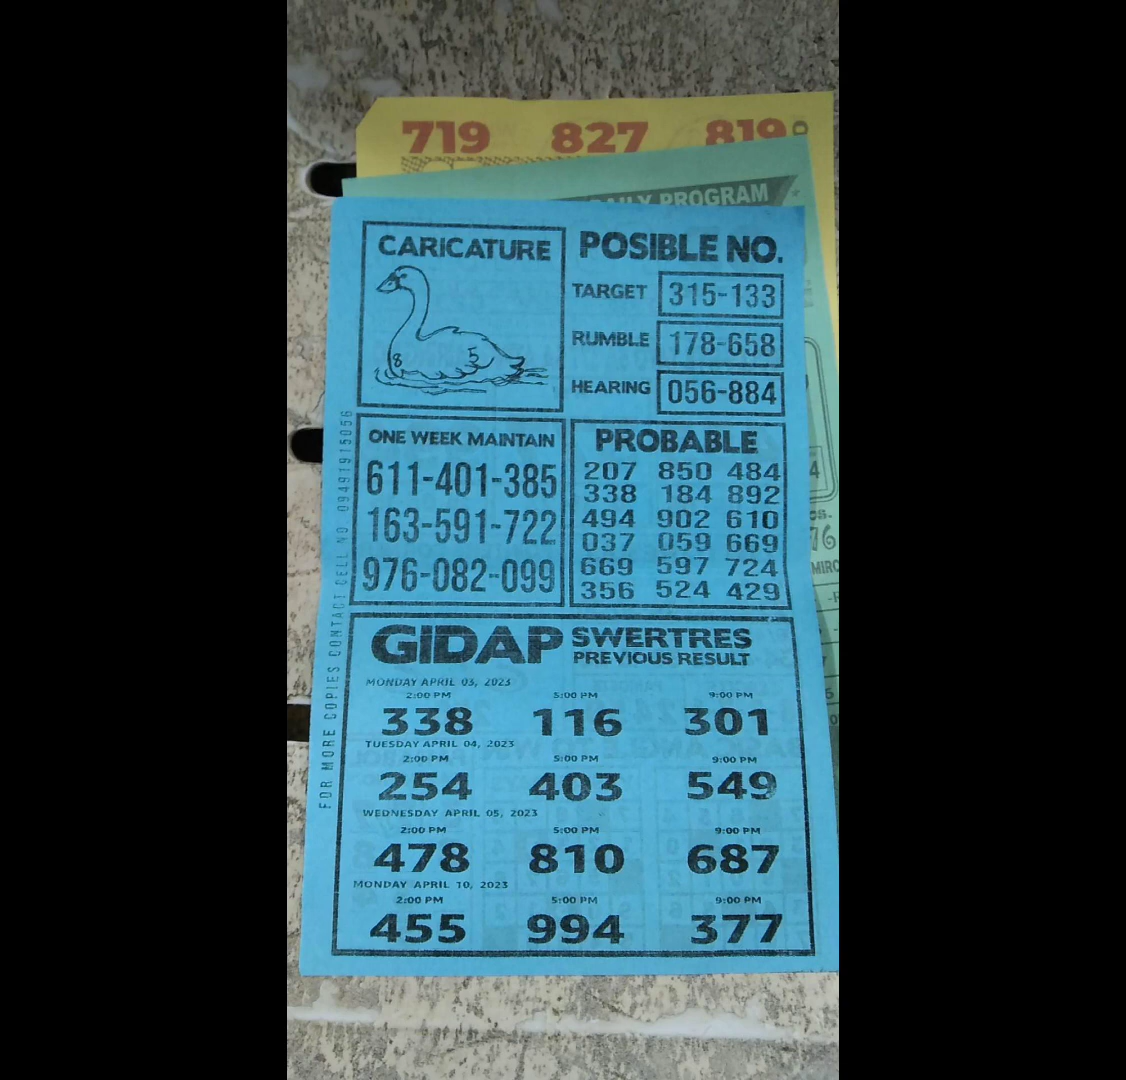 719 827 819
DAILY PROGRAM
CARICATURE
8 5
POSIBLE NO.
TARGET 315-133
RUMBLE 178-658
HEARING 056-884
ONE WEEK MAINTAIN
611-401-385
163-591-722
976-082-099
PROBABLE
207 850 484
338 184 892
494 902 610
037 059 669
669 597 724
356 524 429
FOR MORE COPIES CONTACT CELL NO 09491915056
GIDAP SWERTRES
PREVIOUS RESULT
MONDAY APRIL 03, 2023
2:00 PM 5:00 PM 9:00 PM
338 116 301
TUESDAY APRIL 04, 2023
2:00 PM 5:00 PM 9:00 PM
254 403 549
WEDNESDAY APRIL 05, 2023
2:00 PM 5:00 PM 9:00 PM
478 810 687
MONDAY APRIL 10, 2023
2:00 PM 5:00 PM 9:00 PM
455 994 377